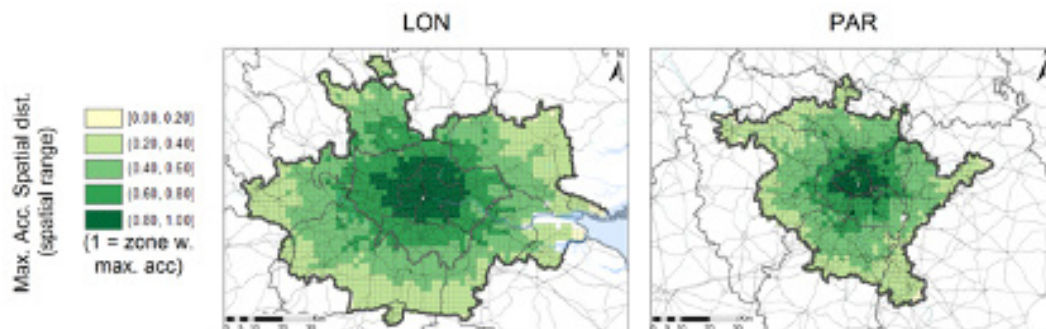 LON
PAR
Max. Acc. Spatial dist.
(spatial range)
[0.00, 0.20]
[0.20, 0.40]
[0.40, 0.60]
[0.60, 0.80]
[0.80, 1.00]
(1 = zone w.
max. acc)
N